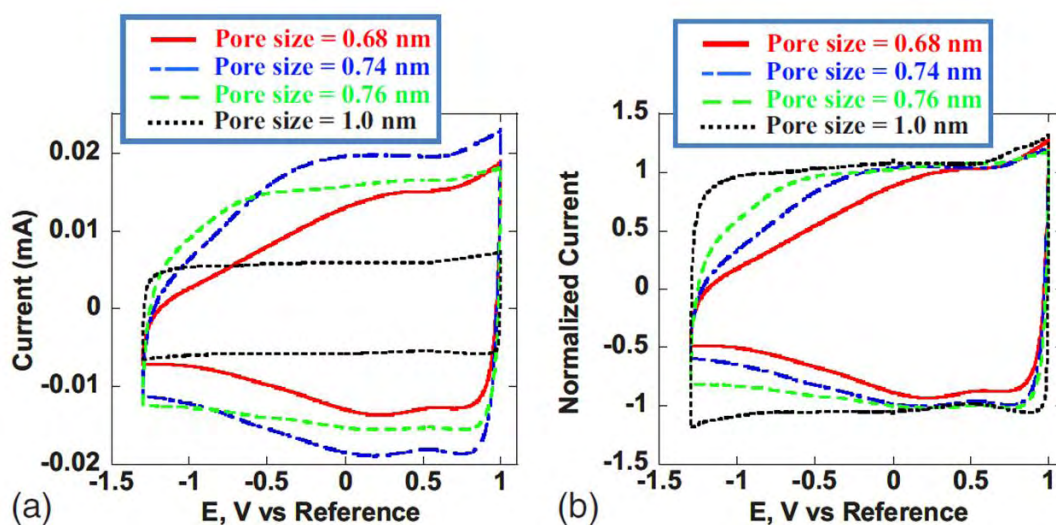 Pore size = 0.68 nm
Pore size = 0.74 nm
Pore size = 0.76 nm
Pore size = 1.0 nm
0.02
0.01
0
-0.01
-0.02
Current (mA)
-1.5 -1 -0.5 0 0.5 1
E, V vs Reference
(a)
Pore size = 0.68 nm
Pore size = 0.74 nm
Pore size = 0.76 nm
Pore size = 1.0 nm
1.5
1
0.5
0
-0.5
-1
-1.5
Normalized Current
-1.5 -1 -0.5 0 0.5 1
E, V vs Reference
(b)